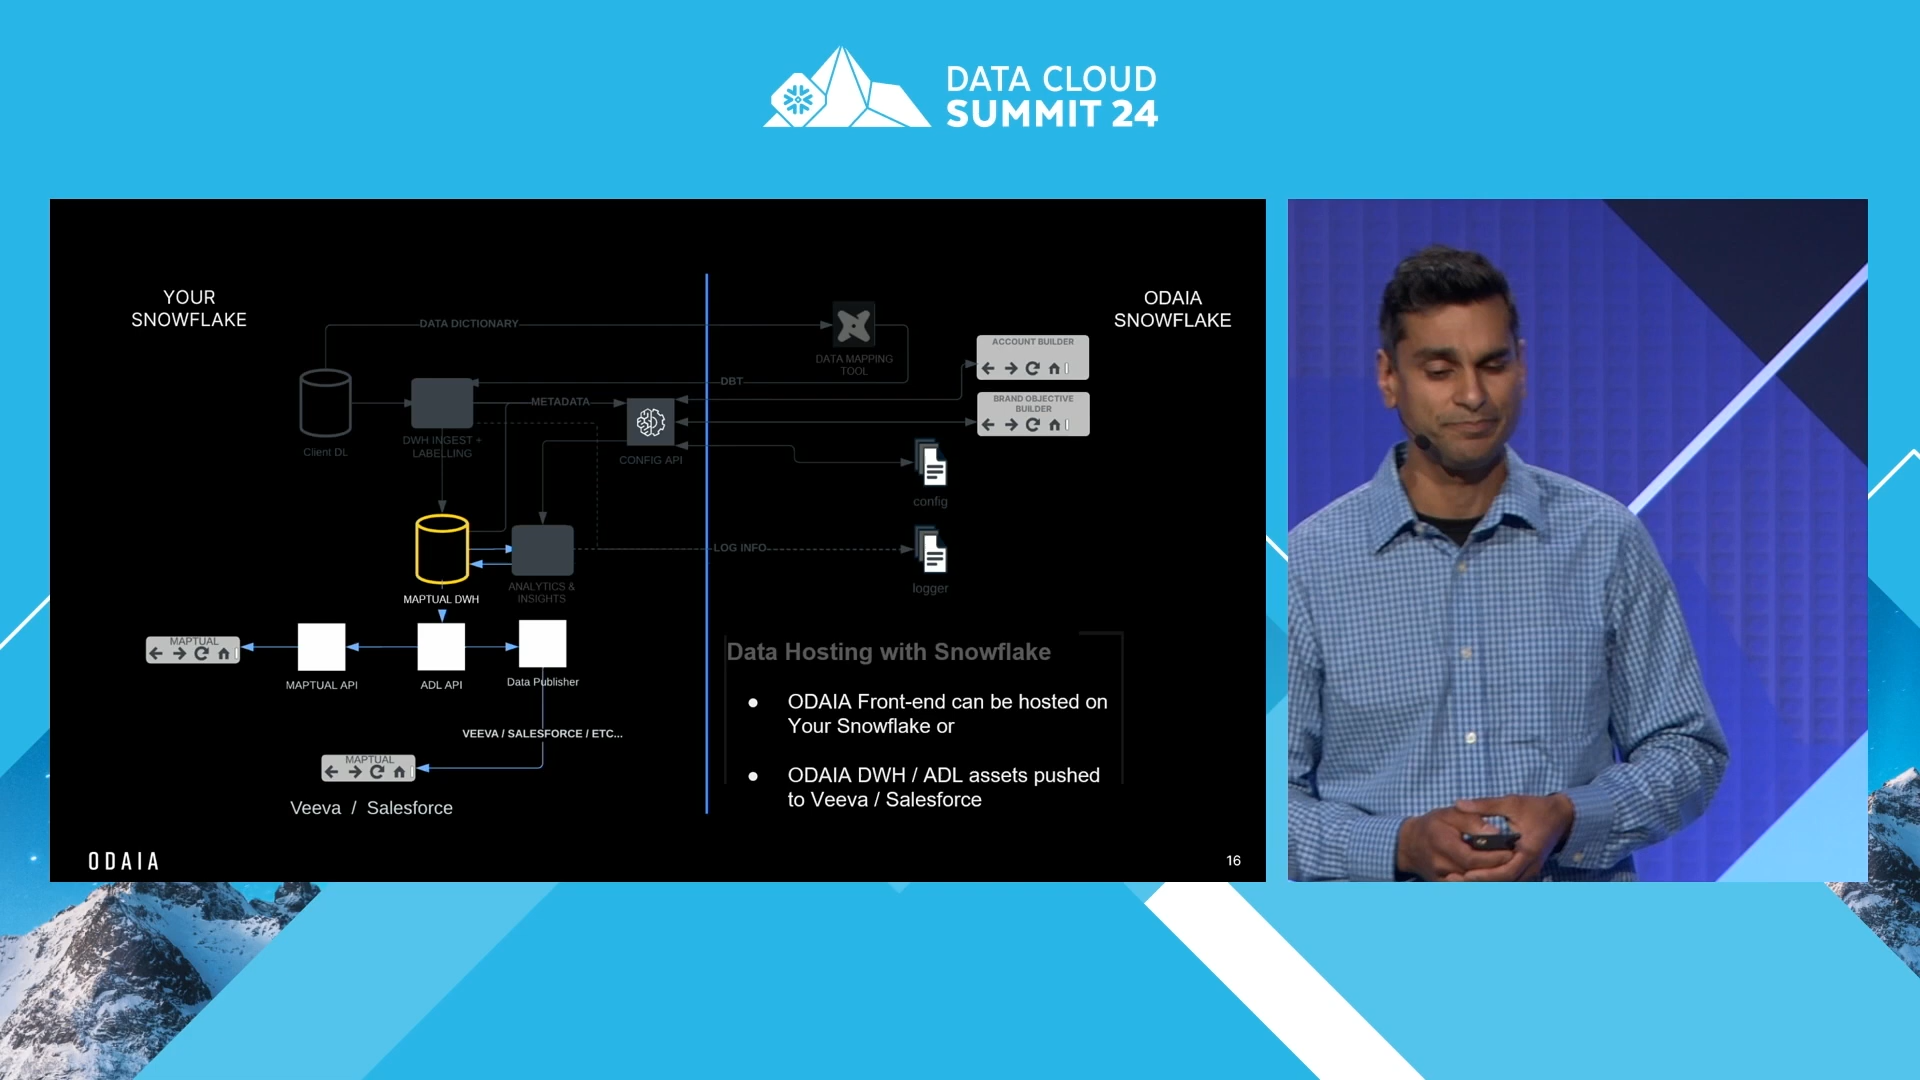 DATA CLOUD
SUMMIT 24
YOUR
SNOWFLAKE
ODAIA
SNOWFLAKE
DATA DICTIONARY
DATA MAPPING
TOOL
ACCOUNT BUILDER
DBT
METADATA
BRAND OBJECTIVE
BUILDER
Client DL
DWH INGEST +
LABELLING
CONFIG API
config
LOG INFO
logger
MAPTUAL DWH
ANALYTICS &
INSIGHTS
MAPTUAL
MAPTUAL API
ADL API
Data Publisher
VEEVA / SALESFORCE / ETC...
MAPTUAL
Veeva / Salesforce
Data Hosting with Snowflake
● ODAIA Front-end can be hosted on
Your Snowflake or
● ODAIA DWH / ADL assets pushed
to Veeva / Salesforce
ODAIA
16